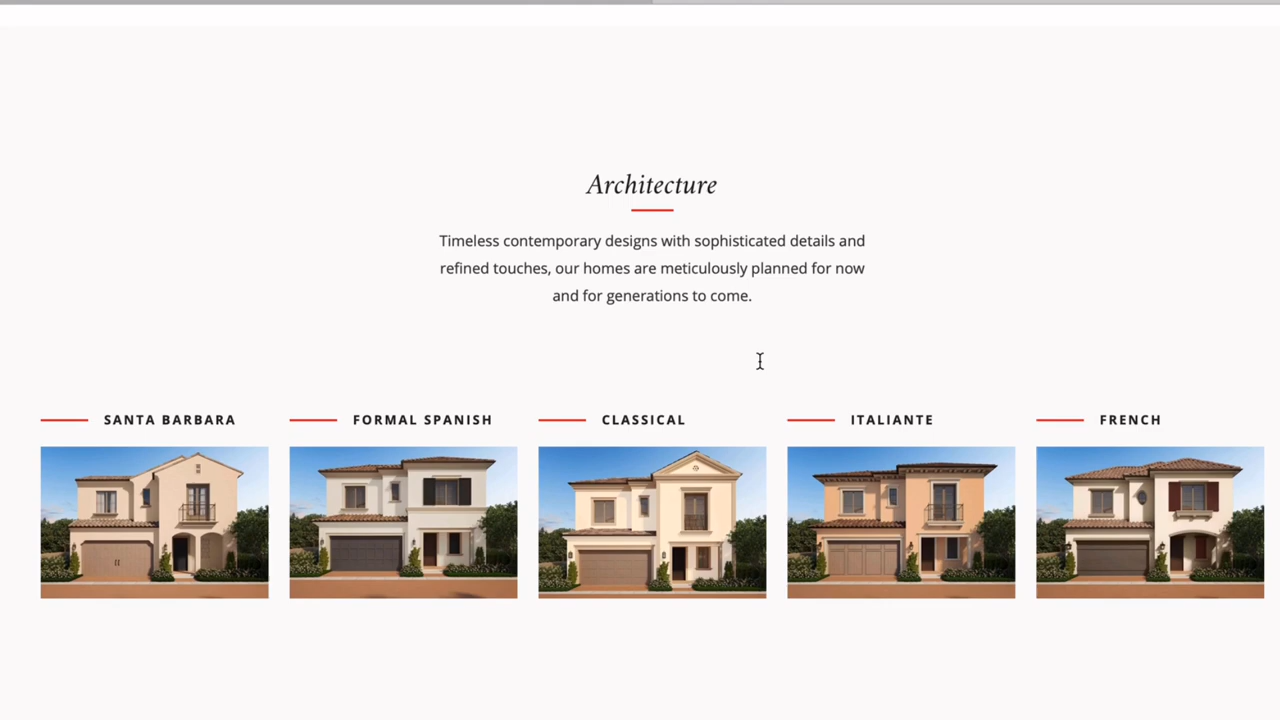 Architecture
Timeless contemporary designs with sophisticated details and
refined touches, our homes are meticulously planned for now
and for generations to come.
SANTA BARBARA
FORMAL SPANISH
CLASSICAL
ITALIANTE
FRENCH